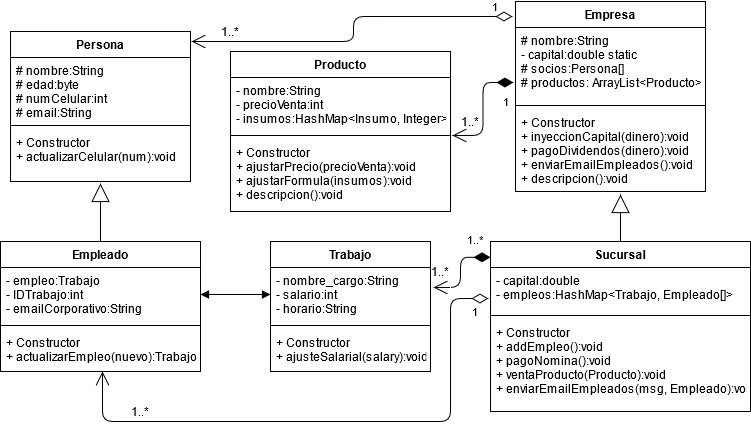 Persona
# nombre:String
# edad:byte
# numCelular:int
# email:String
+ Constructor
+ actualizarCelular(num):void
1..*
1
Producto
- nombre:String
- precioVenta:int
- insumos:HashMap<Insumo, Integer>
+ Constructor
+ ajustarPrecio(precioVenta):void
+ ajustarFormula(insumos):void
+ descripcion():void
1..*
1
Empresa
# nombre:String
- capital:double static
# socios:Persona[]
# productos: ArrayList<Producto>
+ Constructor
+ inyeccionCapital(dinero):void
+ pagoDividendos(dinero):void
+ enviarEmailEmpleados():void
+ descripcion():void
Empleado
- empleo:Trabajo
- IDTrabajo:int
- emailCorporativo:String
+ Constructor
+ actualizarEmpleo(nuevo):Trabajo
Trabajo
- nombre_cargo:String
- salario:int
- horario:String
+ Constructor
+ ajusteSalarial(salary):void
1..*
1..*
1
1..*
Sucursal
- capital:double
- empleos:HashMap<Trabajo, Empleado[]>
+ Constructor
+ addEmpleo():void
+ pagoNomina():void
+ ventaProducto(Producto):void
+ enviarEmailEmpleados(msg, Empleado):vo